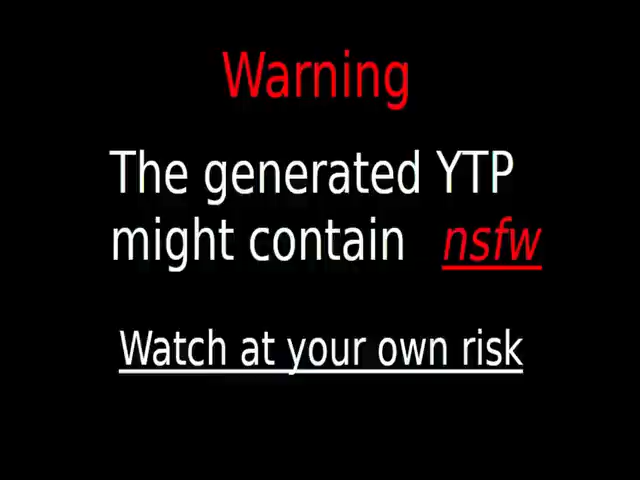 Warning
The generated YTP
might contain nsfw
Watch at your own risk